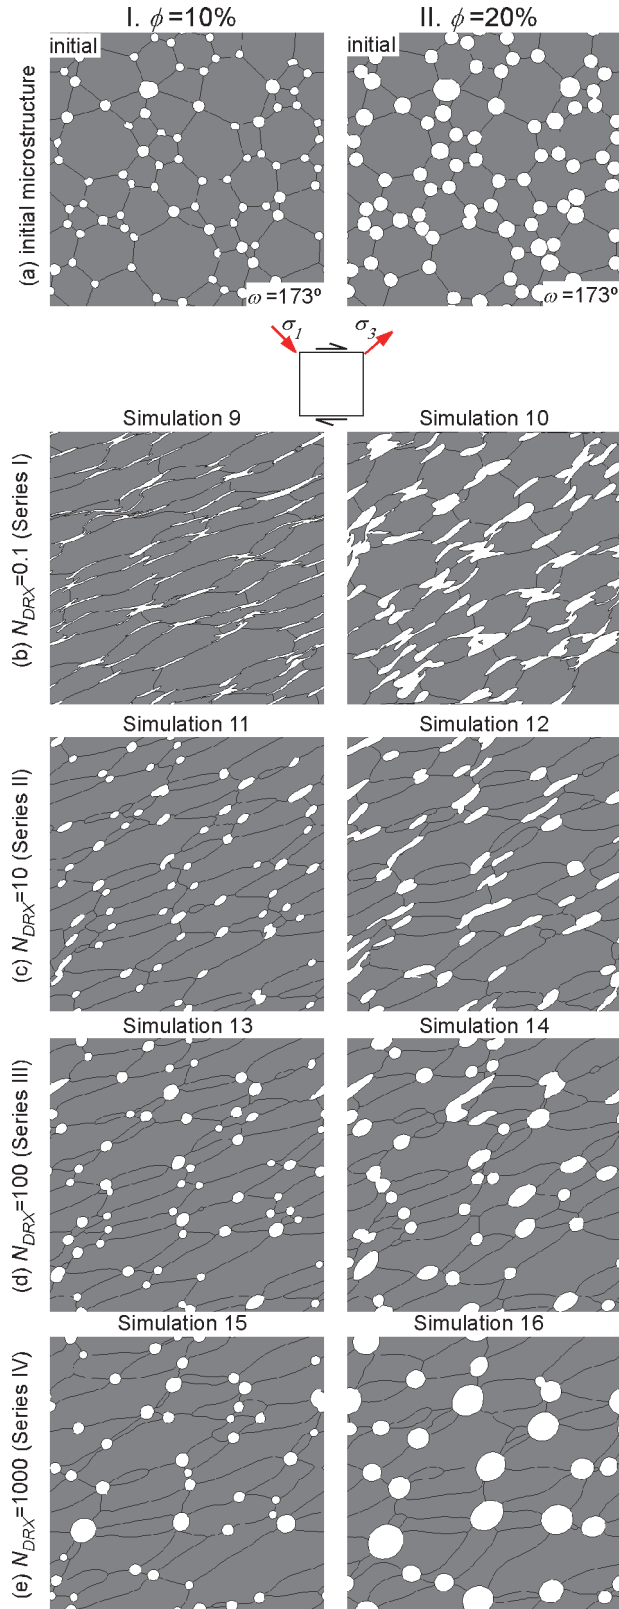 I. ϕ=10%
II. ϕ=20%
(a) initial microstructure
initial
ω=173º
initial
ω=173º
σ1
σ3
Simulation 9
Simulation 10
(b) NDRX=0.1 (Series I)
Simulation 11
Simulation 12
(c) NDRX=10 (Series II)
Simulation 13
Simulation 14
(d) NDRX=100 (Series III)
Simulation 15
Simulation 16
(e) NDRX=1000 (Series IV)